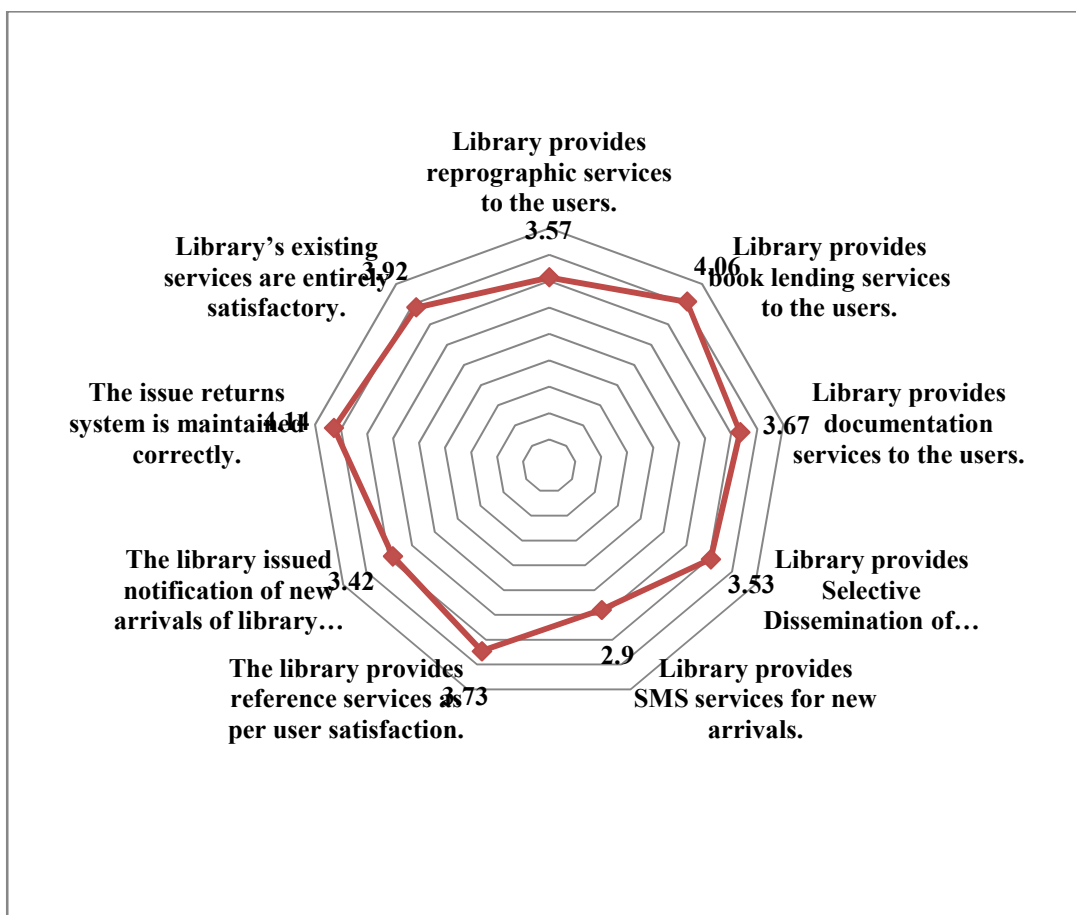 Library provides
reprographic services
to the users.
3.57
Library provides
book lending services
to the users.
4.06
Library provides
documentation
services to the users.
3.67
Library provides
Selective
Dissemination of…
3.53
Library provides
SMS services for new
arrivals.
2.9
The library provides
reference services as
per user satisfaction.
3.73
The library issued
notification of new
arrivals of library…
3.42
The issue returns
system is maintained
correctly.
4.14
Library’s existing
services are entirely
satisfactory.
3.92